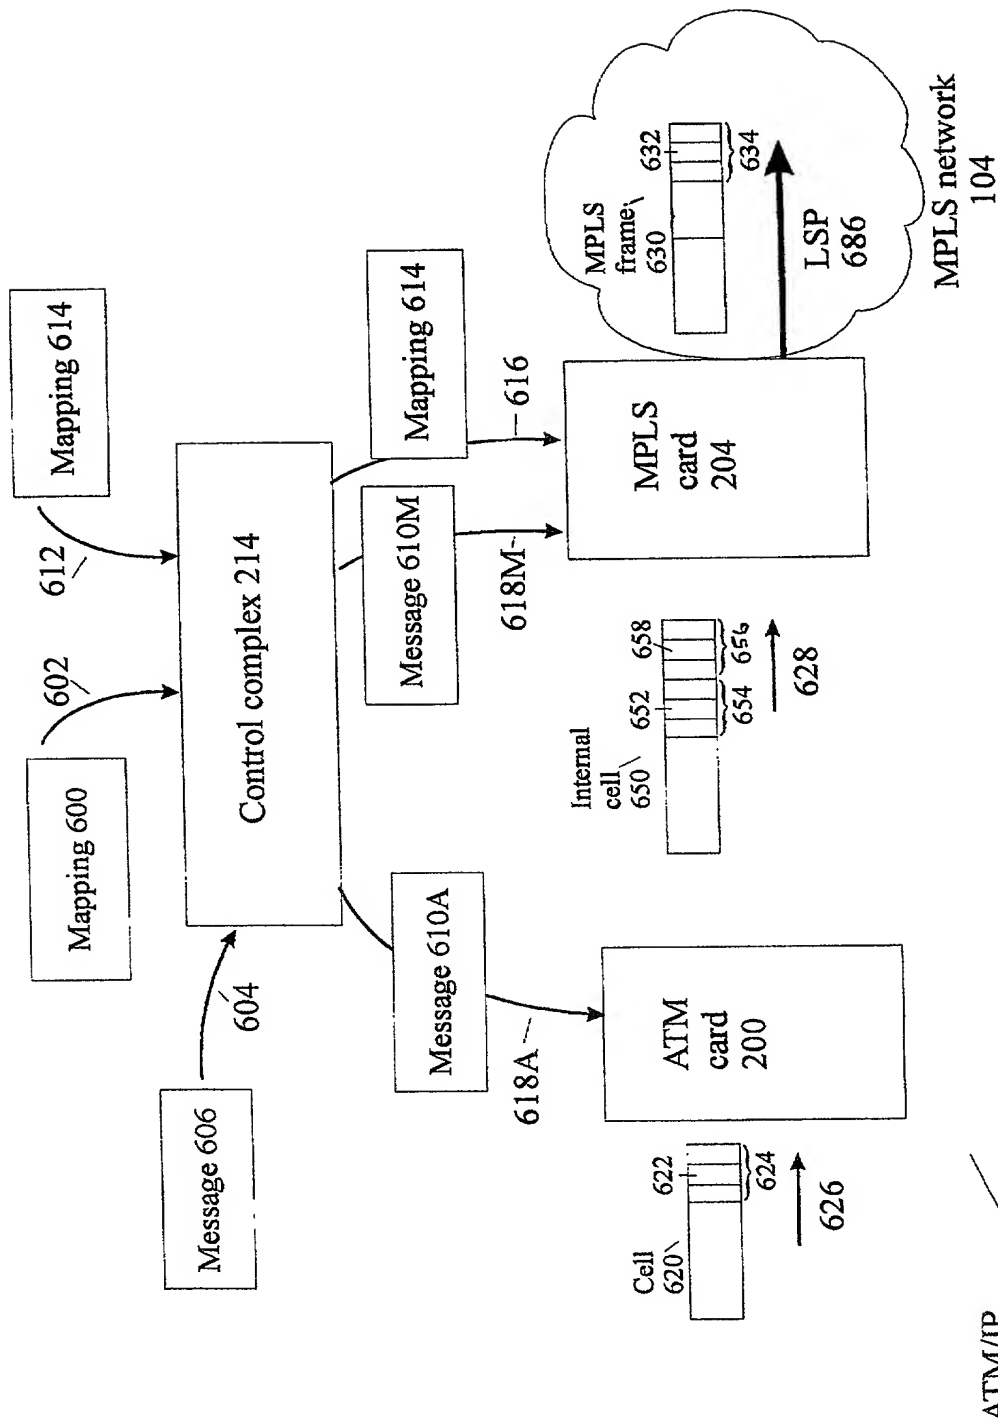 Mapping 614
612
602
Mapping 600
604
Message 606
Control complex 214
Mapping 614
616
Message 610M
618M
Message 610A
618A
MPLS
card
204
ATM
card
200
MPLS
frame
630
632
634
LSP
686
MPLS network
104
Internal
cell
650
652
658
654
656
628
Cell
620
622
624
626
ATM/IP